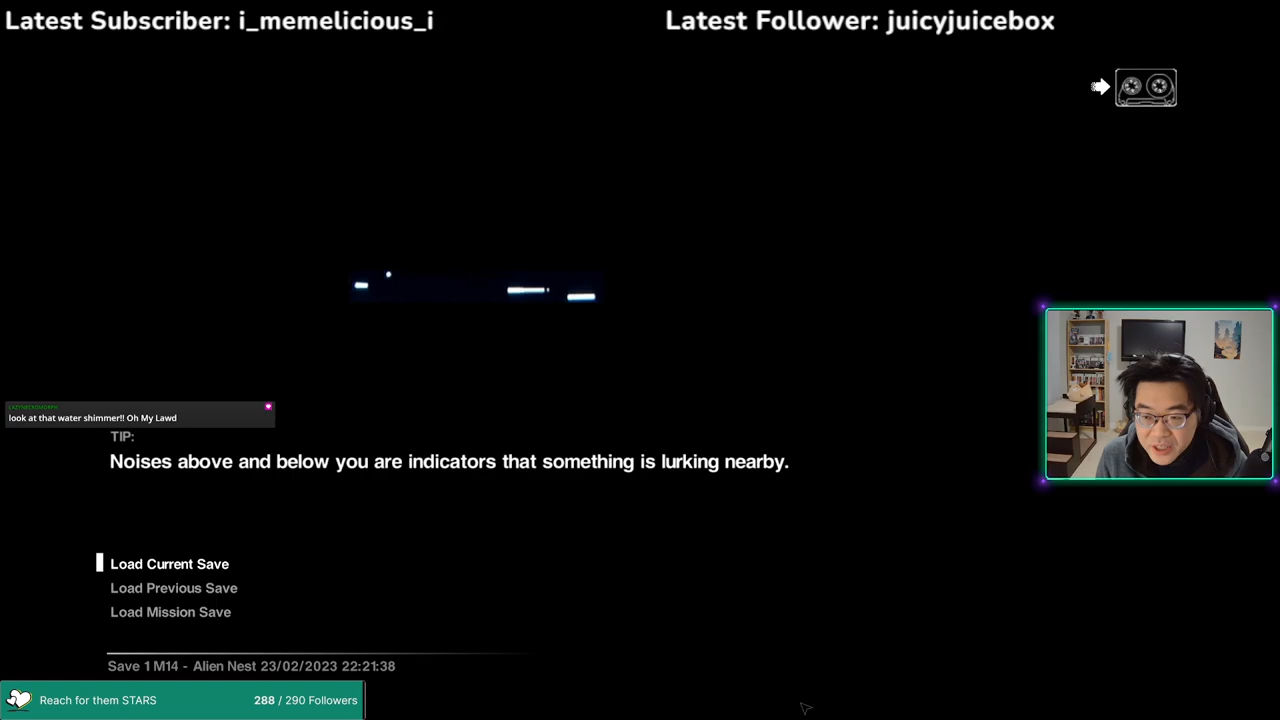 Latest Subscriber: i_memelicious_i
Latest Follower: juicyjuicebox
look at that water shimmer!! Oh My Lawd
TIP:
Noises above and below you are indicators that something is lurking nearby.
Load Current Save
Load Previous Save
Load Mission Save
Save 1 M14 - Alien Nest 23/02/2023 22:21:38
Reach for them STARS
288 / 290 Followers